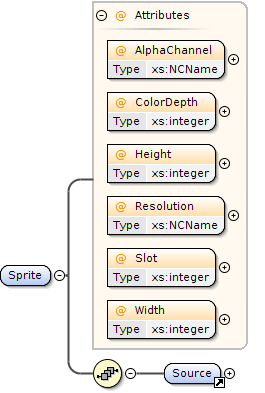 @ Attributes
@ AlphaChannel
Type xs:NCName
@ ColorDepth
Type xs:integer
@ Height
Type xs:integer
@ Resolution
Type xs:NCName
@ Slot
Type xs:integer
Sprite
@ Width
Type xs:integer
Source